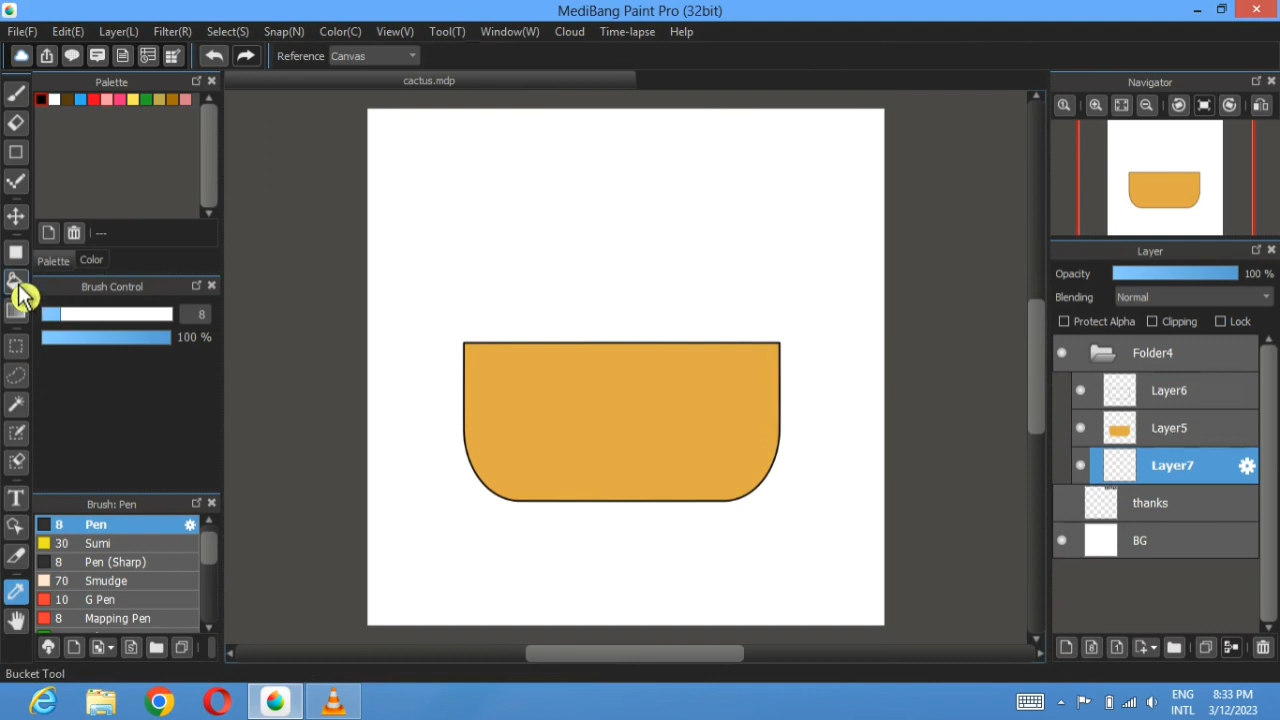 MediBang Paint Pro (32bit)
File(F) Edit(E) Layer(L) Filter(R) Select(S) Snap(N) Color(C) View(V) Tool(T) Window(W) Cloud Time-lapse Help
Reference Canvas
Palette
cactus.mdp
Navigator
---
Palette Color
Brush Control
8
100 %
Layer
Opacity 100 %
Blending Normal
Protect Alpha Clipping Lock
Folder4
Layer6
Layer5
Layer7
thanks
BG
Brush: Pen
8 Pen
30 Sumi
8 Pen (Sharp)
70 Smudge
10 G Pen
8 Mapping Pen
T
Bucket Tool
ENG
INTL
8:33 PM
3/12/2023